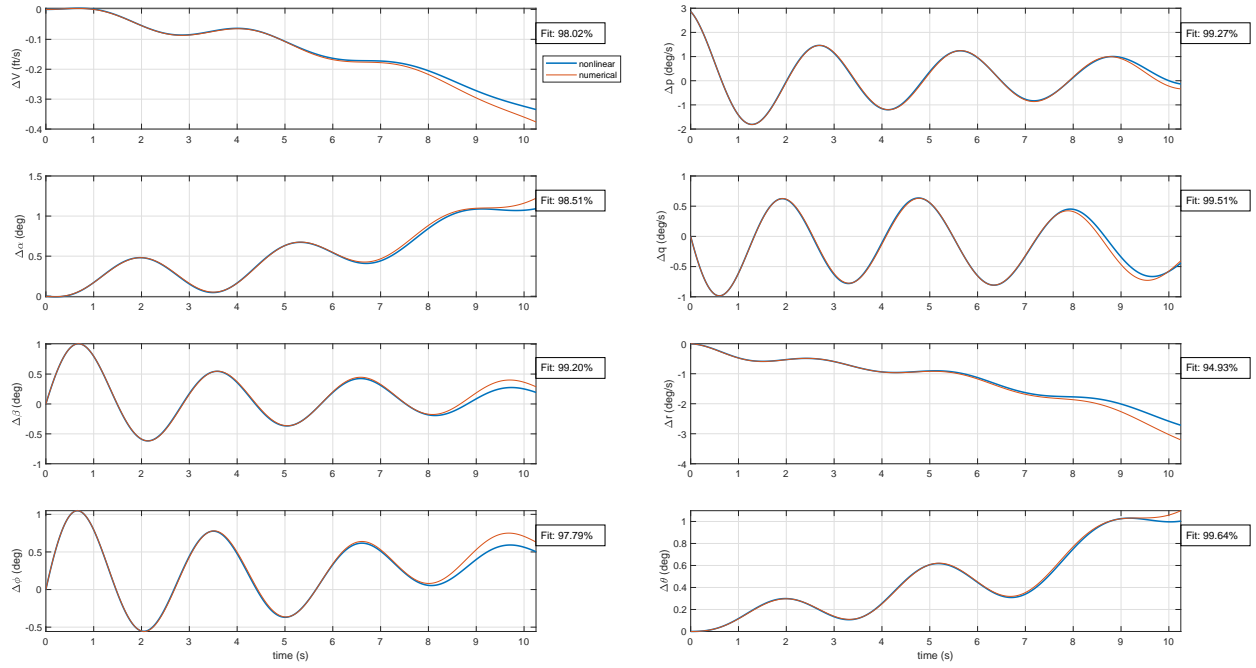 0
-0.1
-0.2
-0.3
-0.4
ΔV (ft/s)
0 1 2 3 4 5 6 7 8 9 10
Fit: 98.02%
nonlinear
numerical
3
2
1
0
-1
-2
Δp (deg/s)
0 1 2 3 4 5 6 7 8 9 10
Fit: 99.27%
1.5
1
0.5
0
Δα (deg)
0 1 2 3 4 5 6 7 8 9 10
Fit: 98.51%
1
0.5
0
-0.5
-1
Δq (deg/s)
0 1 2 3 4 5 6 7 8 9 10
Fit: 99.51%
1
0.5
0
-0.5
-1
Δβ (deg)
0 1 2 3 4 5 6 7 8 9 10
Fit: 99.20%
0
-1
-2
-3
-4
Δr (deg/s)
0 1 2 3 4 5 6 7 8 9 10
Fit: 94.93%
1
0.5
0
-0.5
Δϕ (deg)
0 1 2 3 4 5 6 7 8 9 10
time (s)
Fit: 97.79%
1
0.8
0.6
0.4
0.2
0
Δθ (deg)
0 1 2 3 4 5 6 7 8 9 10
time (s)
Fit: 99.64%